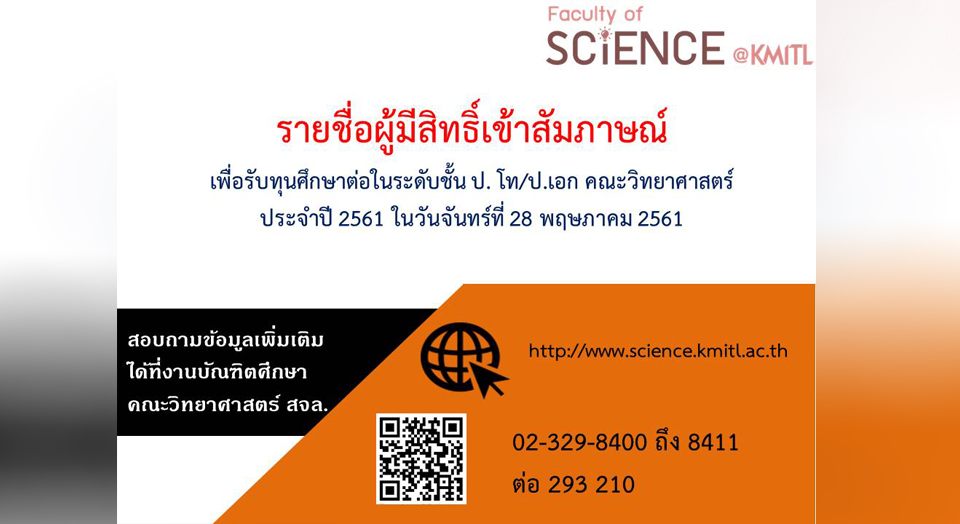 Faculty of
SCiENCE @KMITL
รายชื่อผู้มีสิทธิ์เข้าสัมภาษณ์
เพื่อรับทุนศึกษาต่อในระดับชั้น ป. โท/ป.เอก คณะวิทยาศาสตร์
ประจำปี 2561 ในวันจันทร์ที่ 28 พฤษภาคม 2561
สอบถามข้อมูลเพิ่มเติม
ได้ที่งานบัณฑิตศึกษา
คณะวิทยาศาสตร์ สจล.
http://www.science.kmitl.ac.th
02-329-8400 ถึง 8411
ต่อ 293 210